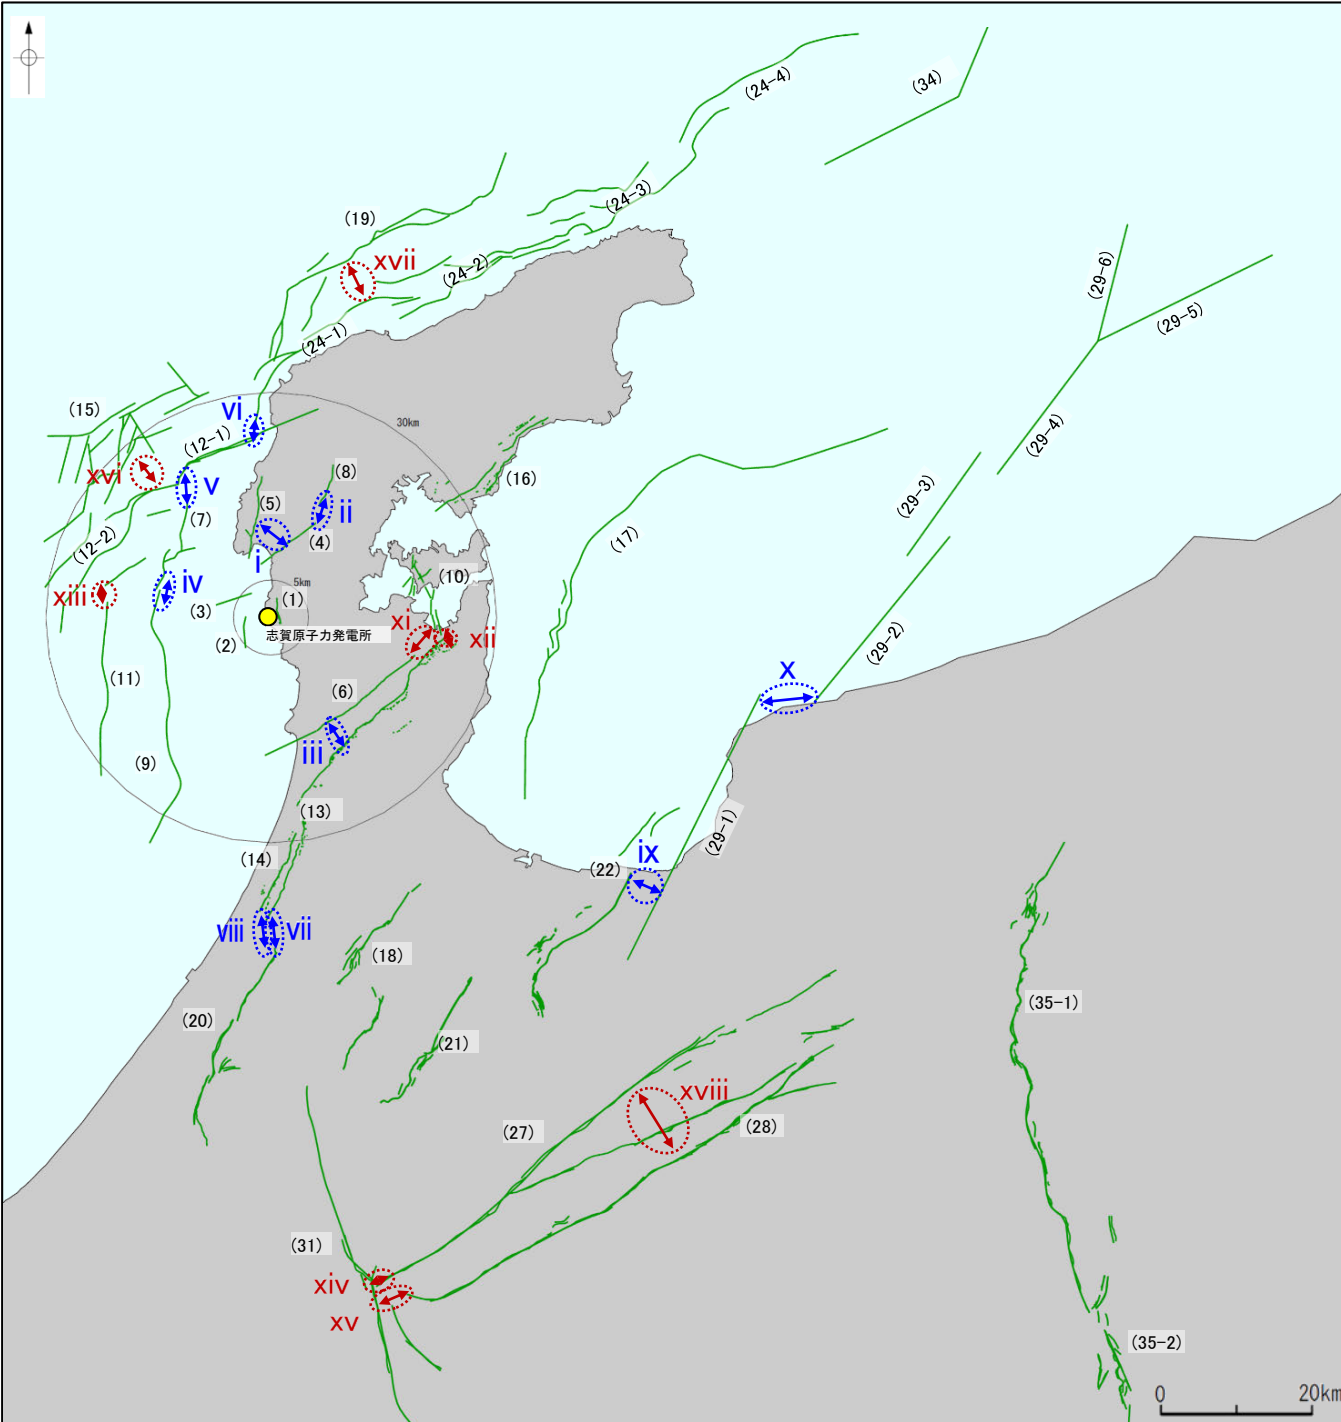 (24-4)
(34)
(24-3)
(19)
xvii
(24-2)
(29-6)
(29-5)
(24-1)
(15)
vi
30km
(12-1)
(29-4)
xvi
(8)
(16)
v
(5)
ii
(29-3)
(7)
(4)
(17)
(12-2)
i
(10)
iv
5km
xiii
(3)
(1)
志賀原子力発電所
xi
xii
(2)
(29-2)
x
(11)
(6)
iii
(9)
(13)
(29-1)
(14)
ix
(22)
viii
vii
(18)
(35-1)
(20)
(21)
xviii
(27)
(28)
(31)
xiv
xv
(35-2)
0
20km